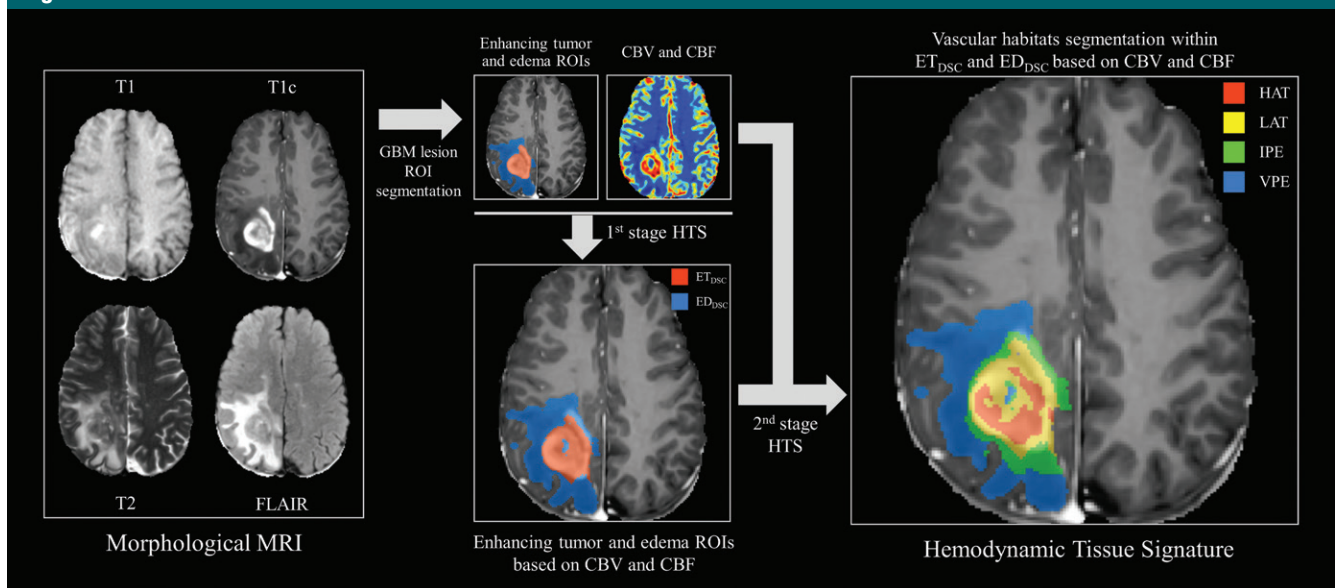 T1
T1c
T2
FLAIR
Morphological MRI
GBM lesion
ROI
segmentation
Enhancing tumor
and edema ROIs
CBV and CBF
1st stage HTS
ETDSC
EDDSC
Enhancing tumor and edema ROIs
based on CBV and CBF
2nd stage
HTS
Vascular habitats segmentation within
ETDSC and EDDSC based on CBV and CBF
HAT
LAT
IPE
VPE
Hemodynamic Tissue Signature